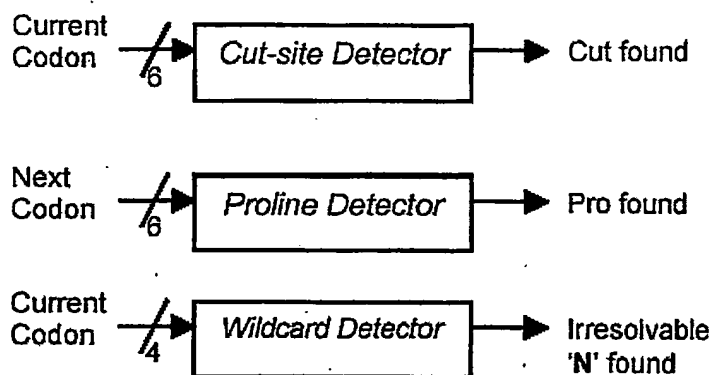 Current
Codon
6
Cut-site Detector
Cut found
Next
Codon
6
Proline Detector
Pro found
Current
Codon
4
Wildcard Detector
Irresolvable
'N' found